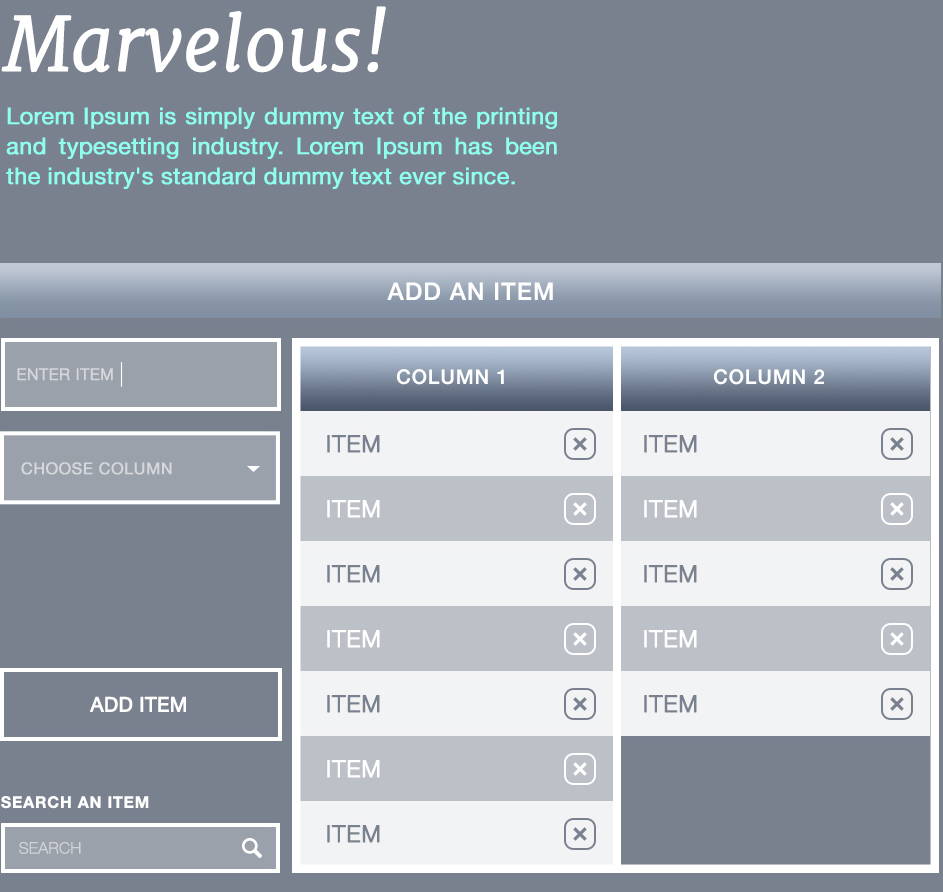 Marvelous!
Lorem Ipsum is simply dummy text of the printing
and typesetting industry. Lorem Ipsum has been
the industry's standard dummy text ever since.
ADD AN ITEM
ENTER ITEM
CHOOSE COLUMN
ADD ITEM
SEARCH AN ITEM
SEARCH
COLUMN 1
ITEM
ITEM
ITEM
ITEM
ITEM
ITEM
ITEM
COLUMN 2
ITEM
ITEM
ITEM
ITEM
ITEM